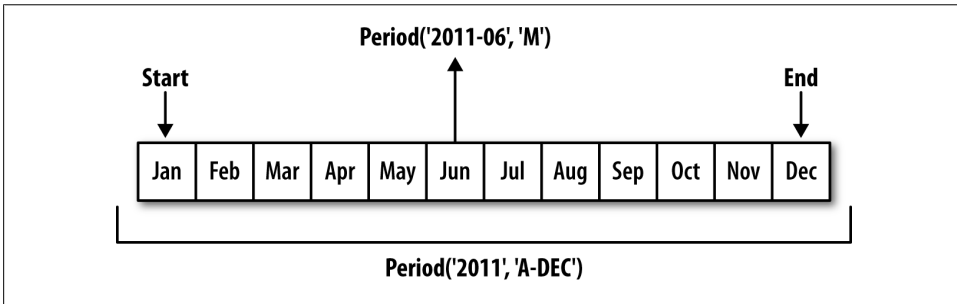 Period('2011-06', 'M')
Start End
Jan Feb Mar Apr May Jun Jul Aug Sep Oct Nov Dec
Period('2011', 'A-DEC')